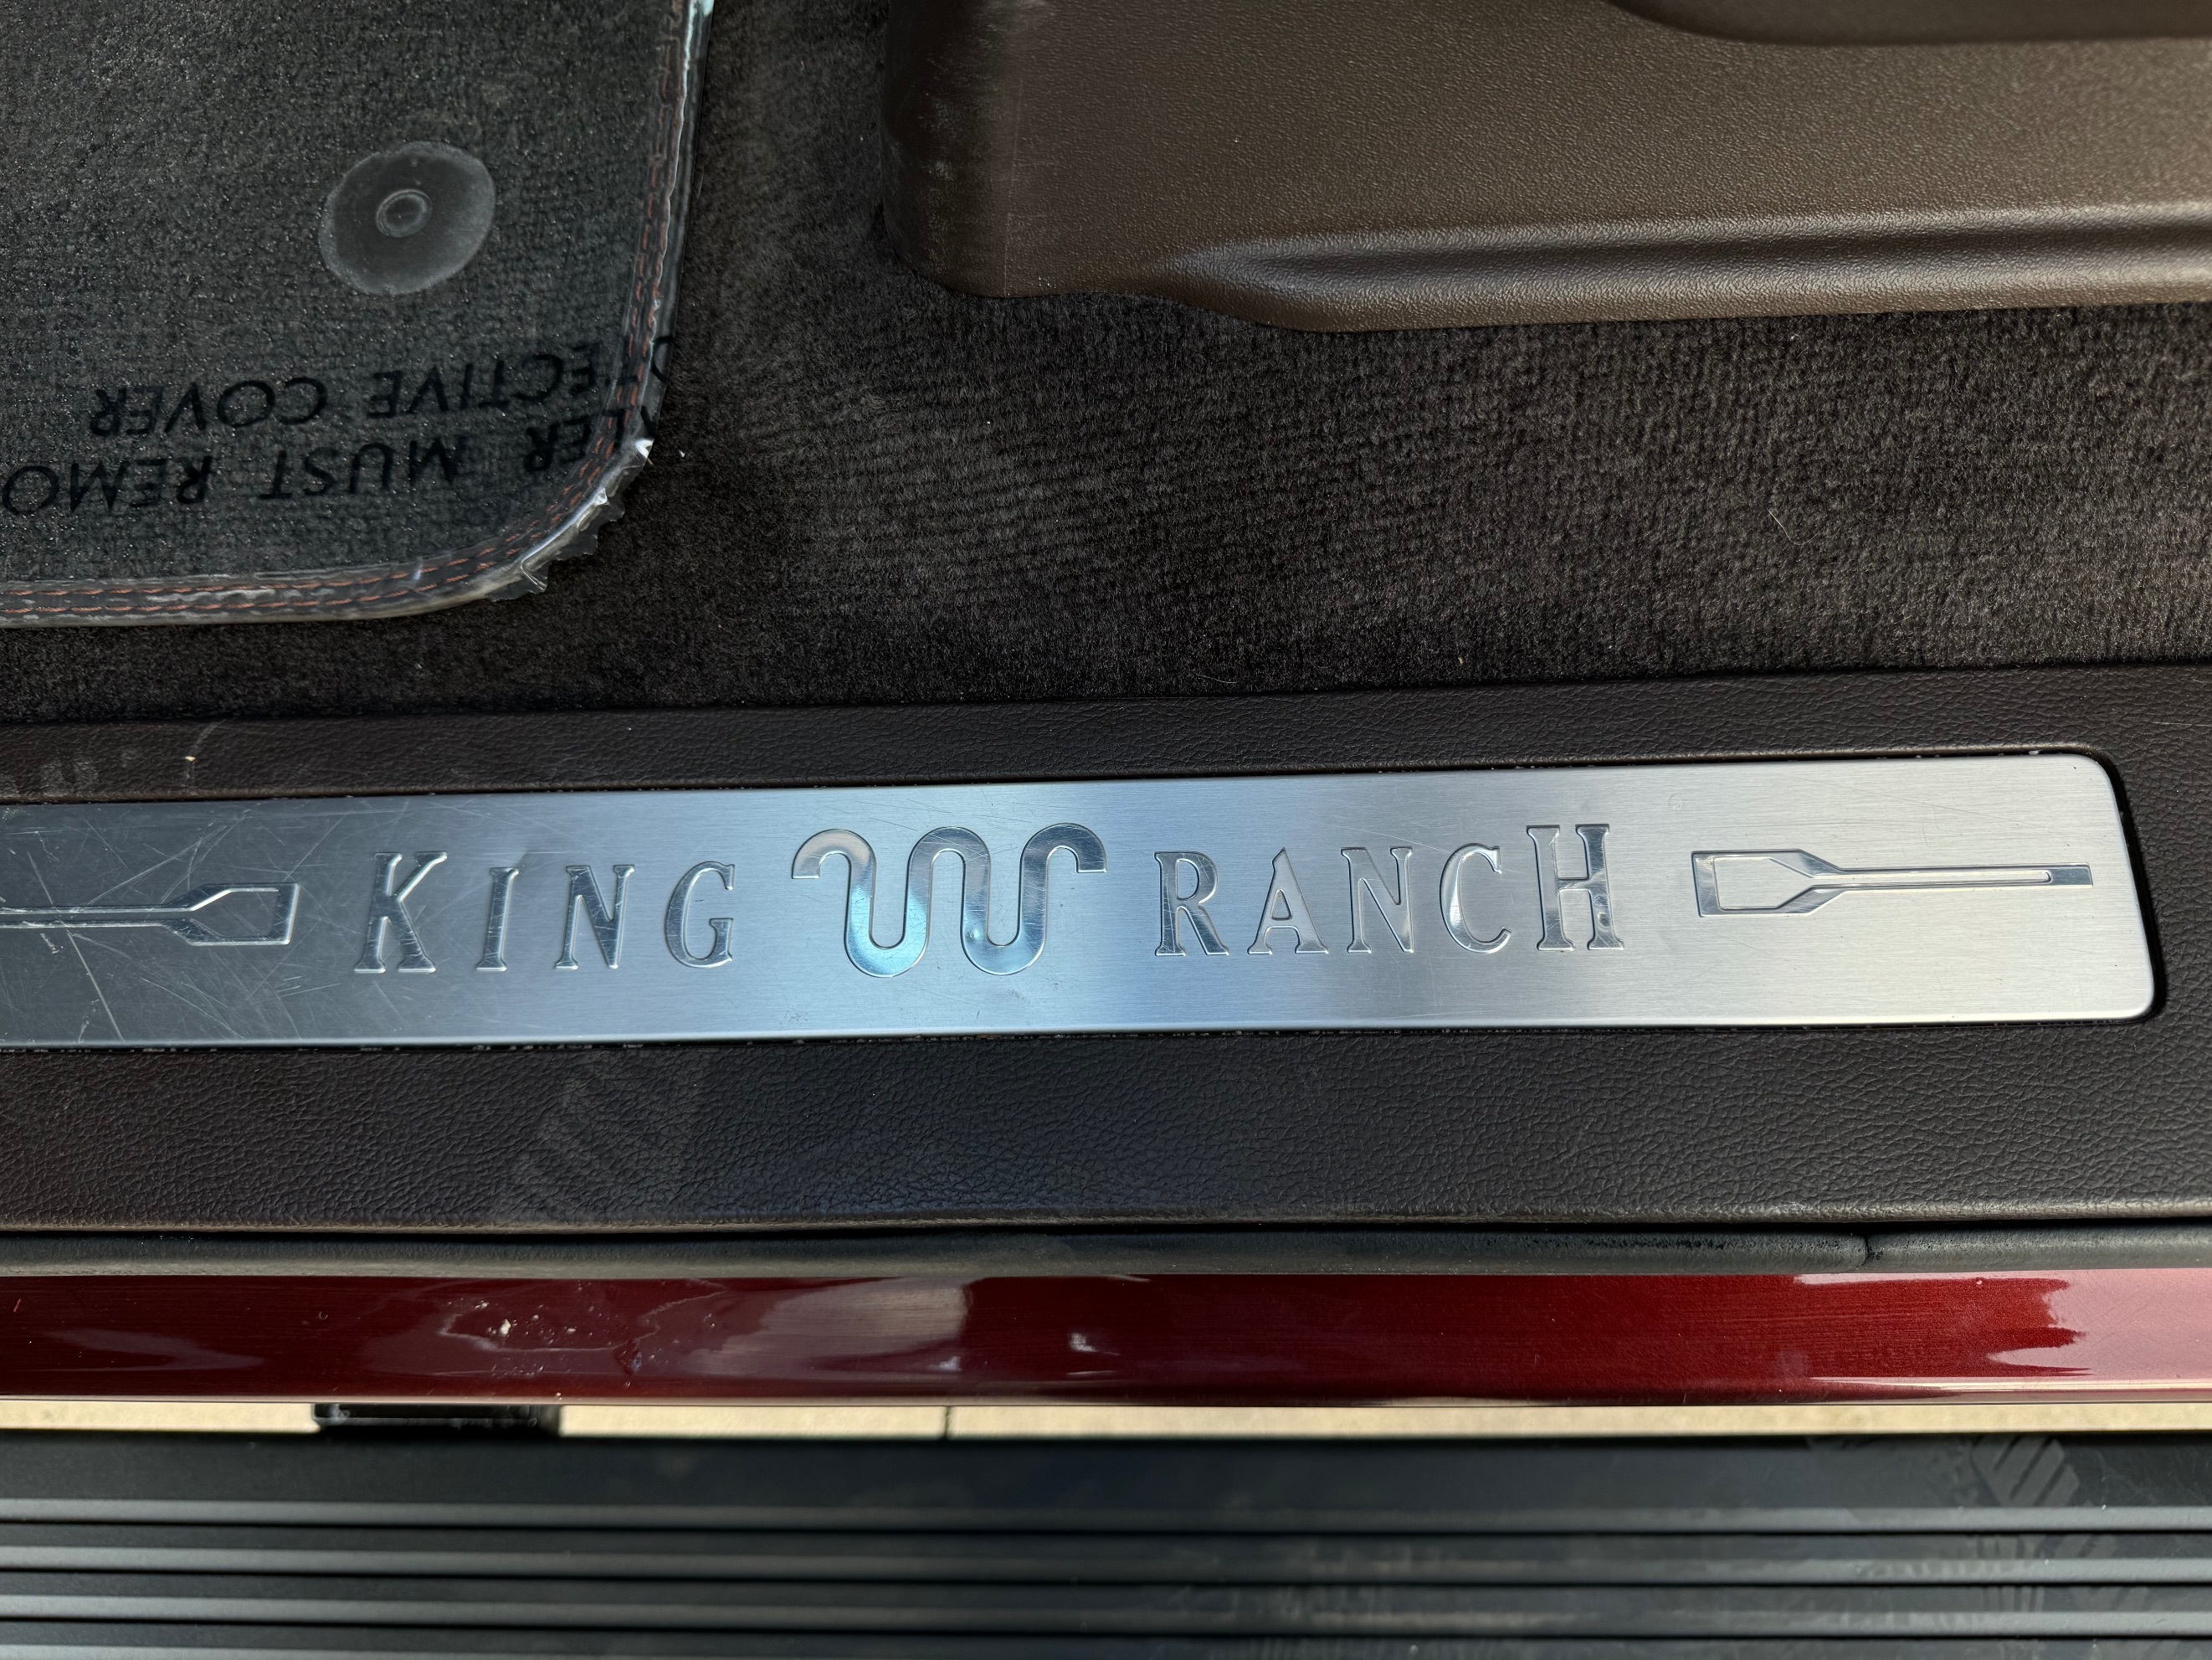 KING RANCH
ER MUST REMO
ECTIVE COVER